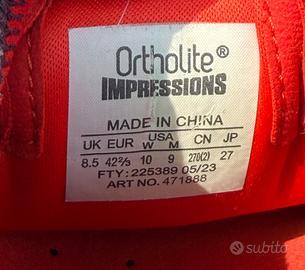 Ortholite®
IMPRESSIONS
MADE IN CHINA
UK EUR USA W M CN JP
8.5 42⅔ 10 9 270(2) 27
FTY: 225389 05/23
ART NO. 471888
subito